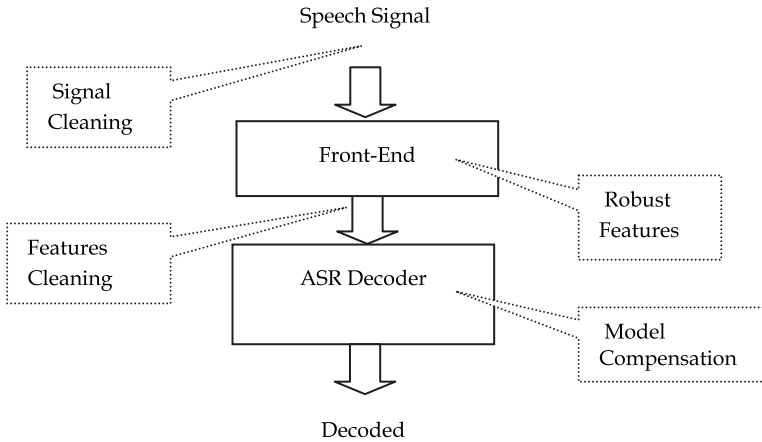 Speech Signal
Signal
Cleaning
Front-End
Robust
Features
Features
Cleaning
ASR Decoder
Model
Compensation
Decoded